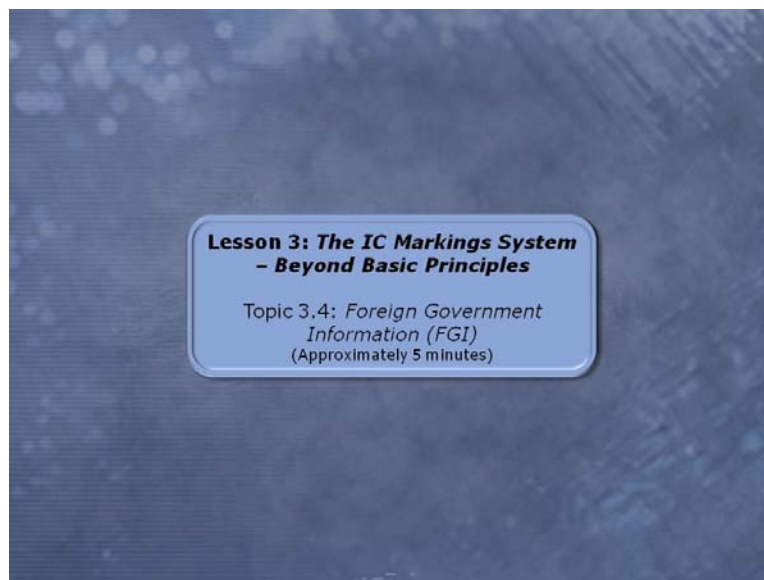 Lesson 3: The IC Markings System
– Beyond Basic Principles
Topic 3.4: Foreign Government
Information (FGI)
(Approximately 5 minutes)